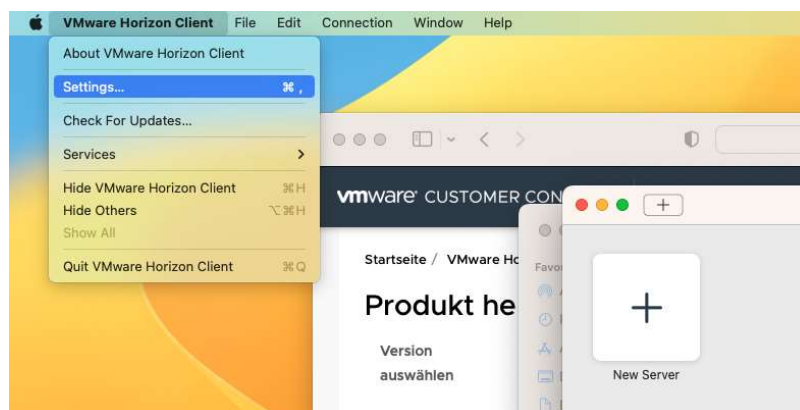 VMware Horizon Client File Edit Connection Window Help
About VMware Horizon Client
Settings... ⌘ ,
Check For Updates...
Services
Hide VMware Horizon Client ⌘H
Hide Others ⌥⌘H
Show All
Quit VMware Horizon Client ⌘Q
vmware® CUSTOMER CON
Startseite / VMware Ho
Produkt he
Version
auswählen
Favo
New Server